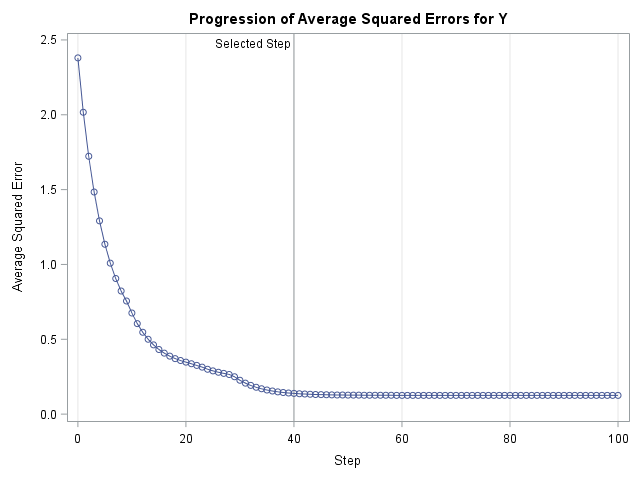 Progression of Average Squared Errors for Y
Selected Step
2.5
2.0
1.5
1.0
0.5
0.0
Average Squared Error
0 20 40 60 80 100
Step